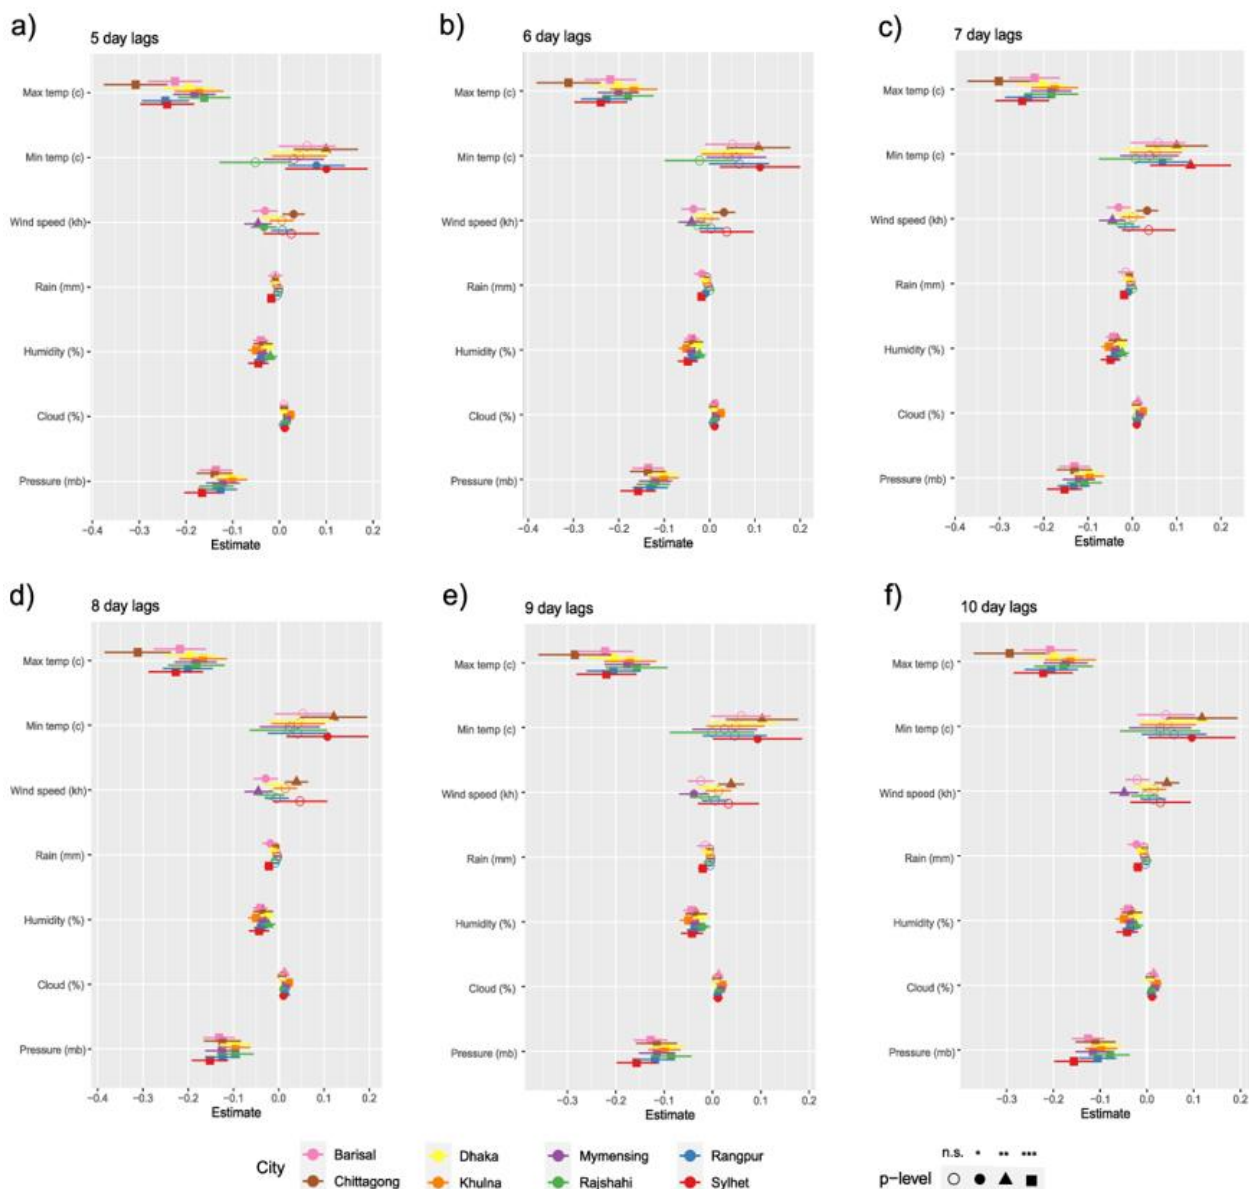 a)
5 day lags
Max temp (c)
Min temp (c)
Wind speed (kh)
Rain (mm)
Humidity (%)
Cloud (%)
Pressure (mb)
−0.4 −0.3 −0.2 −0.1 0.0 0.1 0.2
Estimate
b)
6 day lags
Max temp (c)
Min temp (c)
Wind speed (kh)
Rain (mm)
Humidity (%)
Cloud (%)
Pressure (mb)
−0.4 −0.3 −0.2 −0.1 0.0 0.1 0.2
Estimate
c)
7 day lags
Max temp (c)
Min temp (c)
Wind speed (kh)
Rain (mm)
Humidity (%)
Cloud (%)
Pressure (mb)
−0.4 −0.3 −0.2 −0.1 0.0 0.1 0.2
Estimate
d)
8 day lags
Max temp (c)
Min temp (c)
Wind speed (kh)
Rain (mm)
Humidity (%)
Cloud (%)
Pressure (mb)
−0.4 −0.3 −0.2 −0.1 0.0 0.1 0.2
Estimate
e)
9 day lags
Max temp (c)
Min temp (c)
Wind speed (kh)
Rain (mm)
Humidity (%)
Cloud (%)
Pressure (mb)
−0.3 −0.2 −0.1 0.0 0.1 0.2
Estimate
f)
10 day lags
Max temp (c)
Min temp (c)
Wind speed (kh)
Rain (mm)
Humidity (%)
Cloud (%)
Pressure (mb)
−0.3 −0.2 −0.1 0.0 0.1 0.2
Estimate
City
Barisal Dhaka Mymensing Rangpur
Chittagong Khulna Rajshahi Sylhet
n.s. * ** ***
p−level